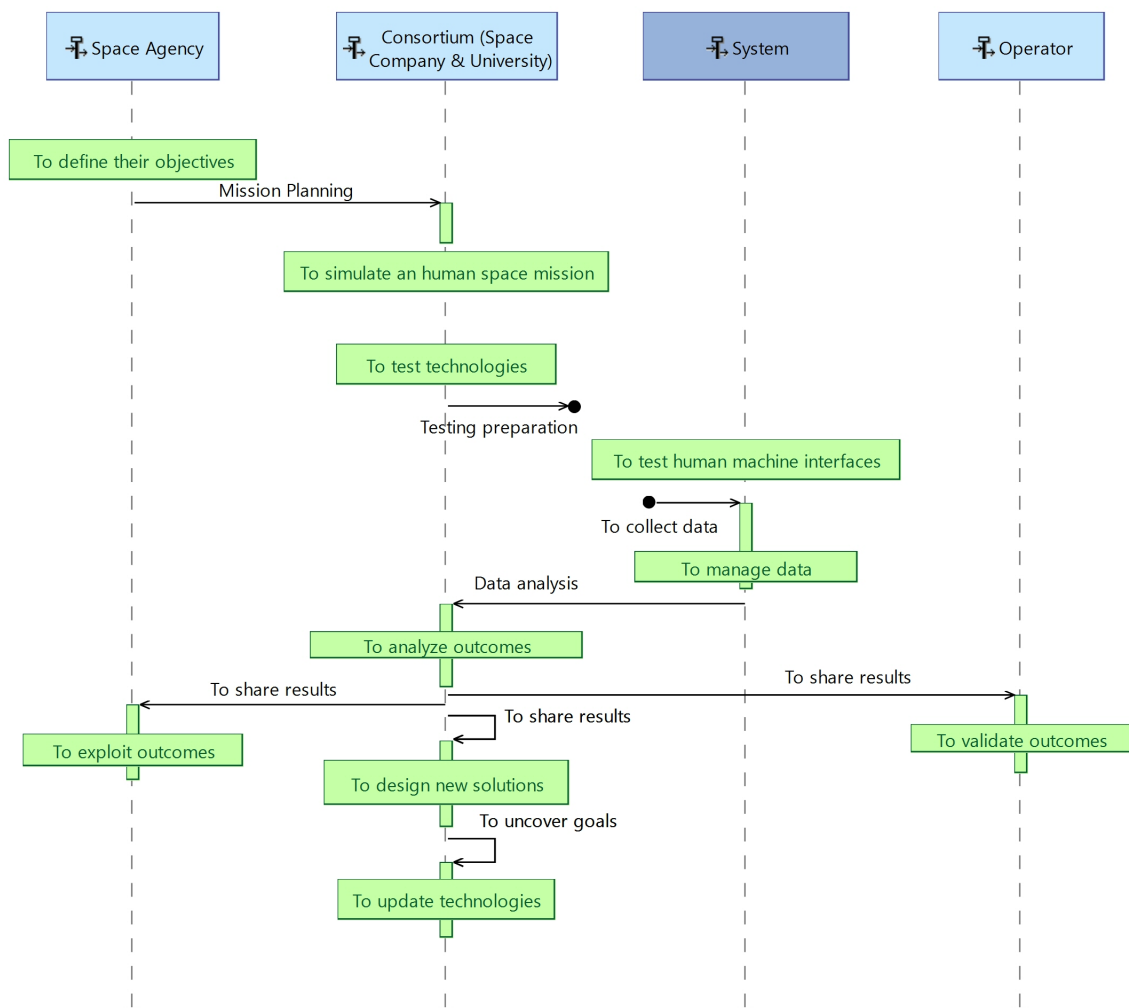 Space Agency
Consortium (Space
Company & University)
System
Operator
To define their objectives
Mission Planning
To simulate an human space mission
To test technologies
Testing preparation
To test human machine interfaces
To collect data
To manage data
Data analysis
To analyze outcomes
To share results
To share results
To share results
To exploit outcomes
To validate outcomes
To design new solutions
To uncover goals
To update technologies